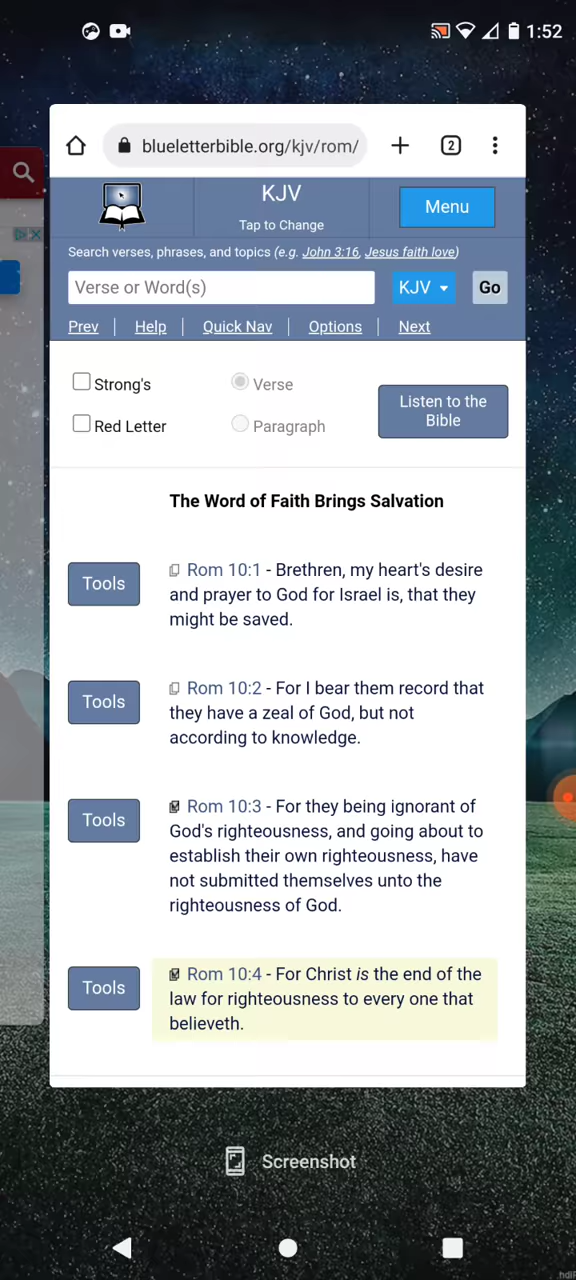 1:52
blueletterbible.org/kjv/rom/
2
KJV
Tap to Change
Menu
Search verses, phrases, and topics (e.g. John 3:16, Jesus faith love)
Verse or Word(s)
KJV
Go
Prev
Help
Quick Nav
Options
Next
Strong's
Verse
Listen to the
Bible
Red Letter
Paragraph
The Word of Faith Brings Salvation
Tools
Rom 10:1 - Brethren, my heart's desire
and prayer to God for Israel is, that they
might be saved.
Tools
Rom 10:2 - For I bear them record that
they have a zeal of God, but not
according to knowledge.
Tools
Rom 10:3 - For they being ignorant of
God's righteousness, and going about to
establish their own righteousness, have
not submitted themselves unto the
righteousness of God.
Tools
Rom 10:4 - For Christ is the end of the
law for righteousness to every one that
believeth.
Screenshot